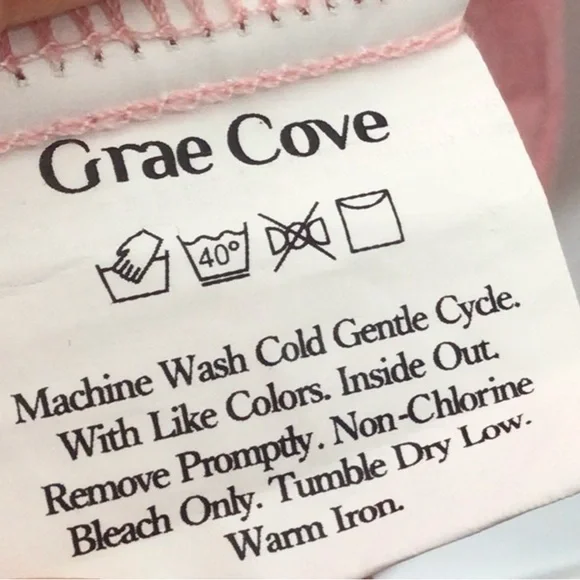 Grae Cove
40°
Machine Wash Cold Gentle Cycle.
With Like Colors. Inside Out.
Remove Promptly. Non-Chlorine
Bleach Only. Tumble Dry Low.
Warm Iron.